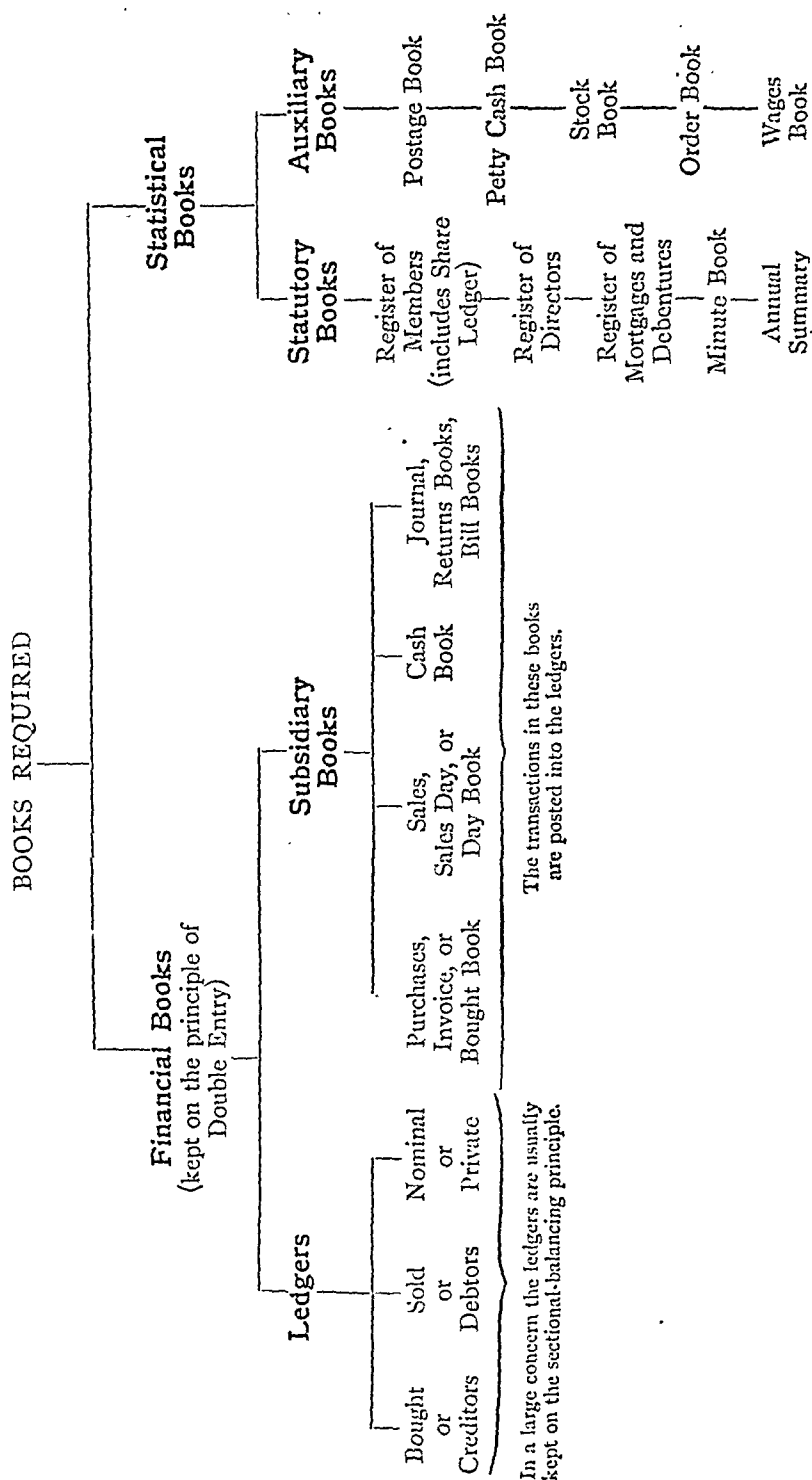 BOOKS REQUIRED
Financial Books
(kept on the principle of
Double Entry)
Statistical
Books
Ledgers
Subsidiary
Books
Statutory
Books
Auxiliary
Books
Bought
or
Creditors
Sold
or
Debtors
Nominal
or
Private
Purchases,
Invoice, or
Bought Book
Sales,
Sales Day, or
Day Book
Cash
Book
Journal,
Returns Books,
Bill Books
Register of
Members
(includes Share
Ledger)
Register of
Directors
Register of
Mortgages and
Debentures
Minute Book
Annual
Summary
Postage Book
Petty Cash Book
Stock
Book
Order Book
Wages
Book
In a large concern the ledgers are usually
kept on the sectional-balancing principle.
The transactions in these books
are posted into the ledgers.